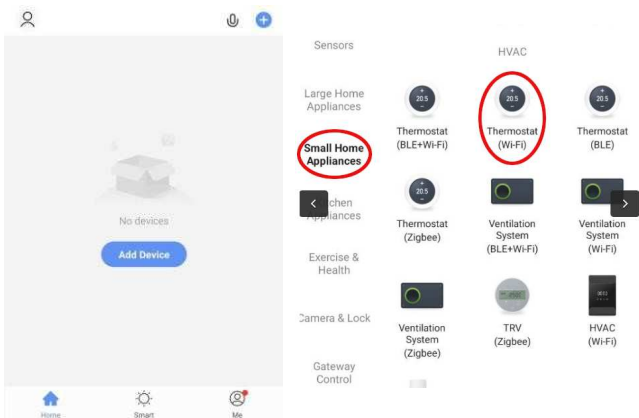 No devices
Add Device
Home
Smart
Me
Sensors
Large Home
Appliances
Small Home
Appliances
Appliances
Exercise &
Health
Camera & Lock
Gateway
Control
HVAC
20.5
Thermostat
(BLE+Wi-Fi)
20.5
Thermostat
(Wi-Fi)
20.5
Thermostat
(BLE)
20.5
Thermostat
(Zigbee)
Ventilation
System
(BLE+Wi-Fi)
Ventilation
System
(Wi-Fi)
Ventilation
System
(Zigbee)
TRV
(Zigbee)
HVAC
(Wi-Fi)